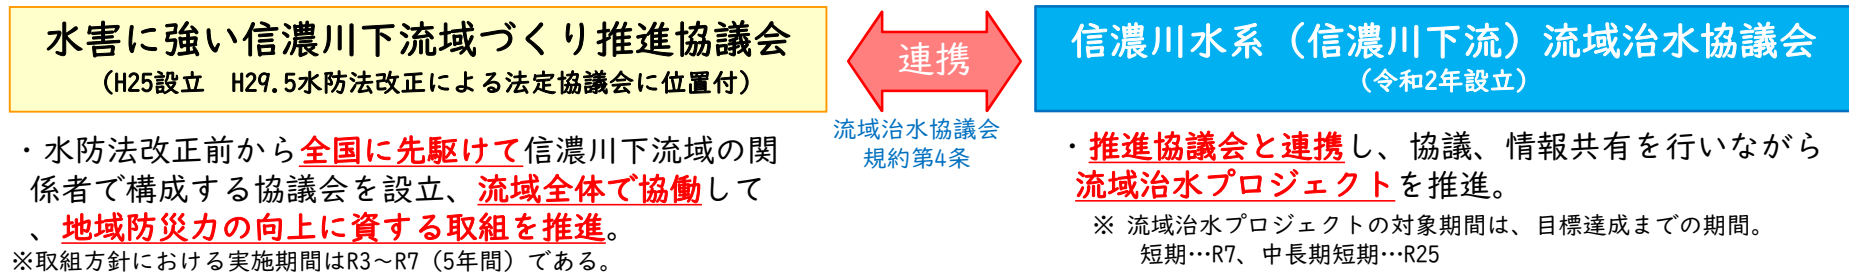 水害に強い信濃川下流域づくり推進協議会
（H25設立　H29.5水防法改正による法定協議会に位置付）
・水防法改正前から全国に先駆けて信濃川下流域の関
係者で構成する協議会を設立、流域全体で協働して
、地域防災力の向上に資する取組を推進。
※取組方針における実施期間はR3～R7（5年間）である。
連携
流域治水協議会
規約第4条
信濃川水系（信濃川下流）流域治水協議会
（令和2年設立）
・推進協議会と連携し、協議、情報共有を行いながら
流域治水プロジェクトを推進。
※ 流域治水プロジェクトの対象期間は、目標達成までの期間。
短期…R7、中長期短期…R25